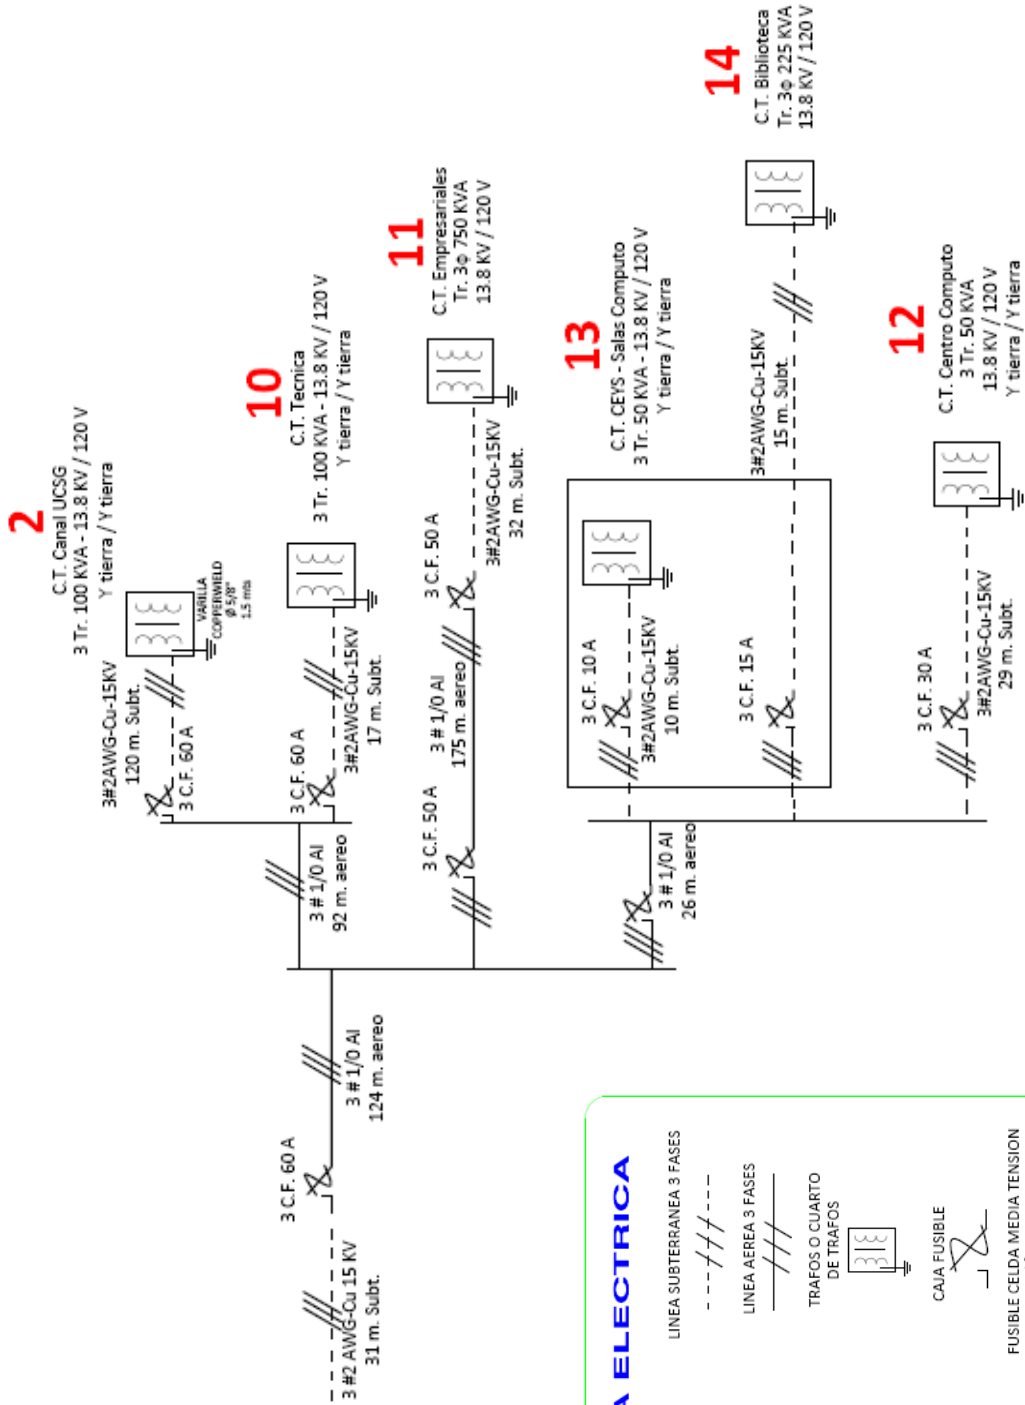 2
C.T. Canal UCSG
3 Tr. 100 KVA - 13.8 KV / 120 V
Y tierra / Y tierra
VARILLA
COPPERWIELD
Ø 5/8"
1.5 mts
3#2AWG-Cu-15KV
120 m. Subt.
3 C.F. 60 A
10
C.T. Tecnica
3 Tr. 100 KVA - 13.8 KV / 120 V
Y tierra / Y tierra
3#2AWG-Cu-15KV
17 m. Subt.
3 C.F. 60 A
3 # 1/0 Al
92 m. aereo
11
C.T. Empresariales
Tr. 3φ 750 KVA
13.8 KV / 120 V
3#2AWG-Cu-15KV
32 m. Subt.
3 C.F. 50 A
3 # 1/0 Al
175 m. aereo
3 C.F. 50 A
13
C.T. CEYS - Salas Computo
3 Tr. 50 KVA - 13.8 KV / 120 V
Y tierra / Y tierra
3 C.F. 10 A
3#2AWG-Cu-15KV
10 m. Subt.
14
C.T. Biblioteca
Tr. 3φ 225 KVA
13.8 KV / 120 V
3#2AWG-Cu-15KV
15 m. Subt.
3 C.F. 15 A
12
C.T. Centro Computo
3 Tr. 50 KVA
13.8 KV / 120 V
Y tierra / Y tierra
3 C.F. 30 A
3#2AWG-Cu-15KV
29 m. Subt.
3 # 1/0 Al
26 m. aereo
3 # 1/0 Al
124 m. aereo
3 C.F. 60 A
3 #2 AWG-Cu 15 KV
31 m. Subt.
A ELECTRICA
LINEA SUBTERRANEA 3 FASES
LINEA AEREA 3 FASES
TRAFOS O CUARTO
DE TRAFOS
CAJA FUSIBLE
FUSIBLE CELDA MEDIA TENSION